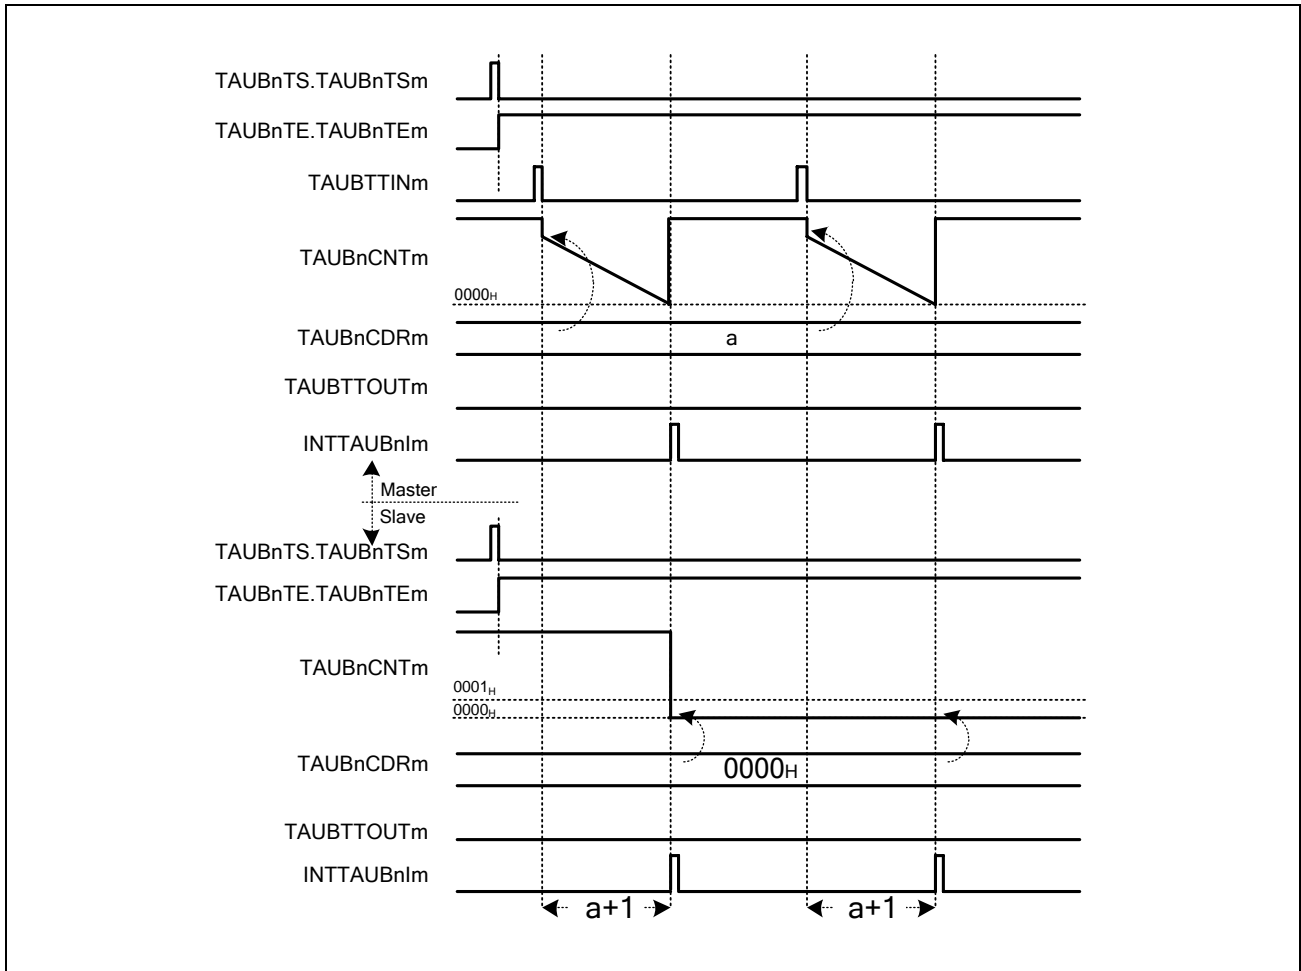 TAUBnTS.TAUBnTSm
TAUBnTE.TAUBnTEm
TAUBTTINm
TAUBnCNTm
0000H
TAUBnCDRm
a
TAUBTTOUTm
INTTAUBnIm
Master
Slave
TAUBnTS.TAUBnTSm
TAUBnTE.TAUBnTEm
TAUBnCNTm
0001H
0000H
TAUBnCDRm
0000H
TAUBTTOUTm
INTTAUBnIm
a+1 a+1